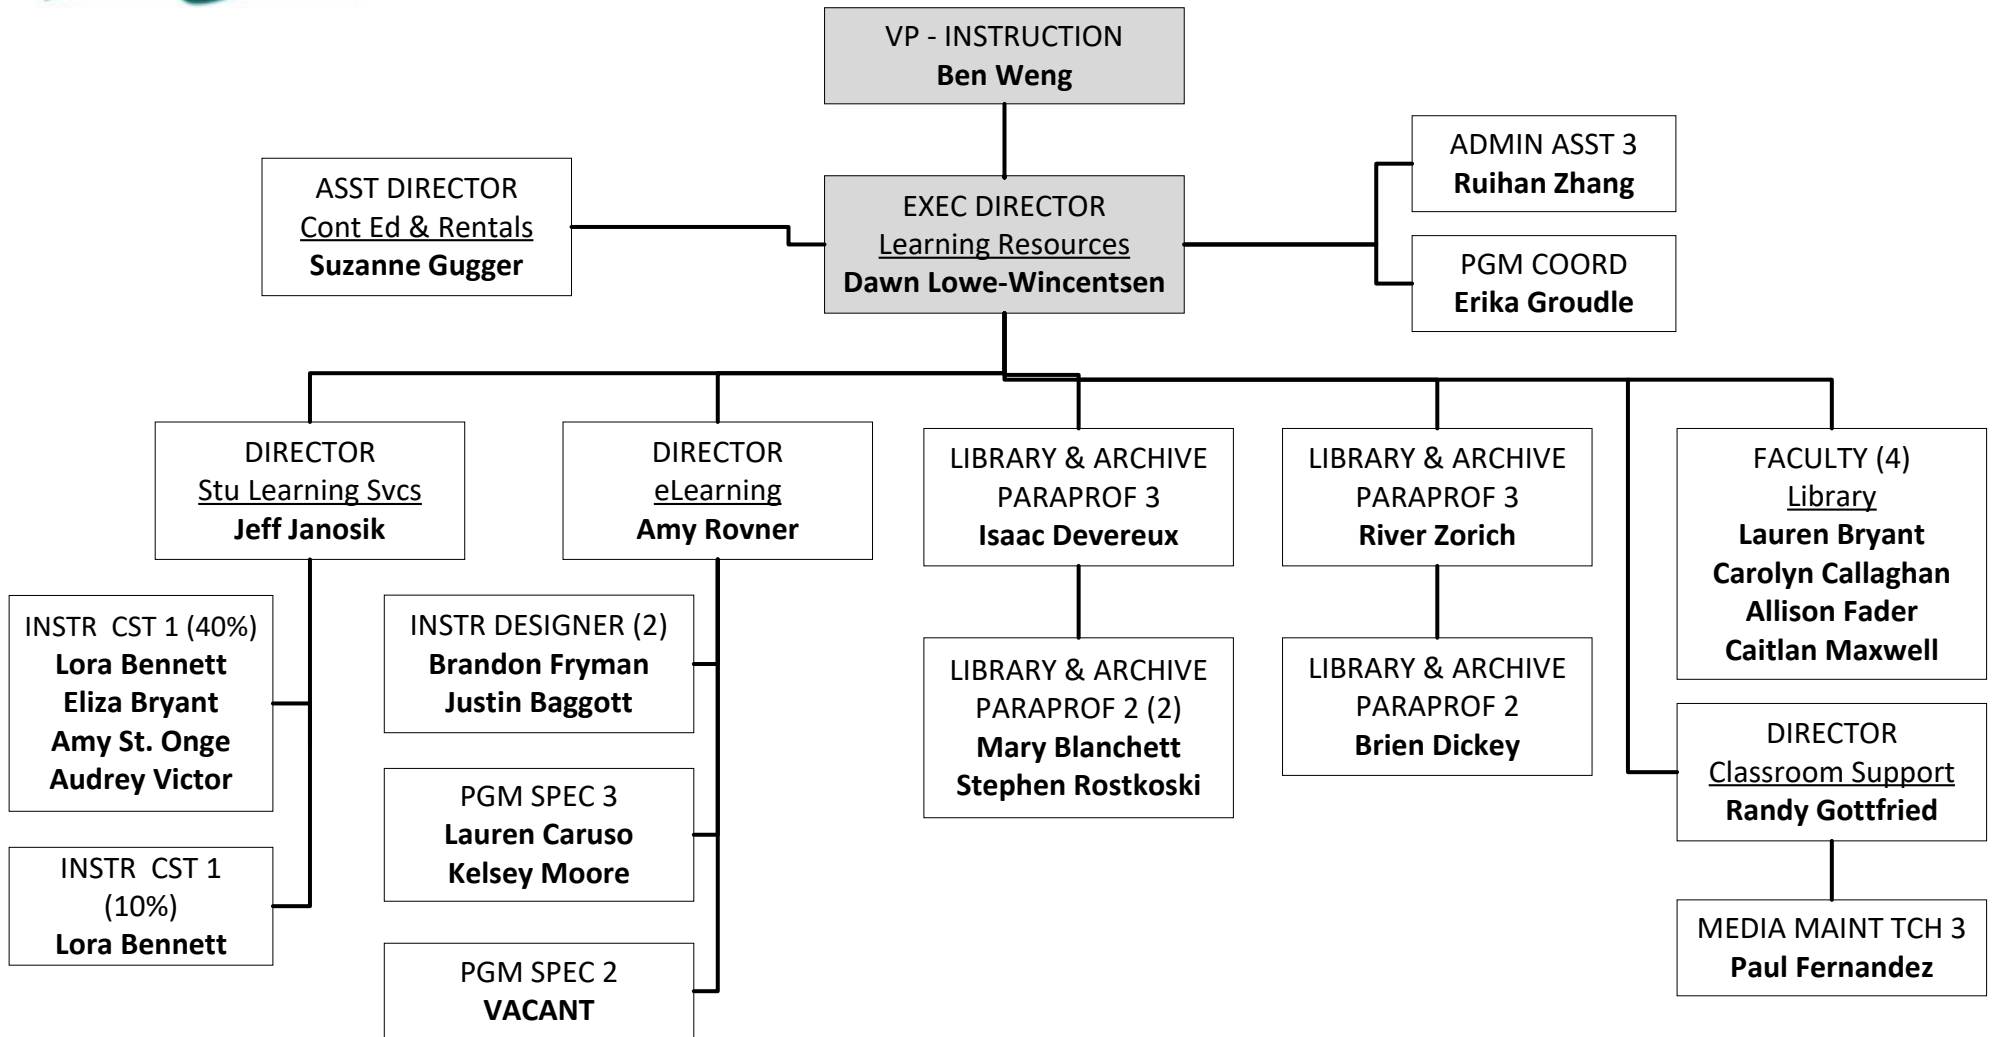 VP - INSTRUCTION
Ben Weng
ASST DIRECTOR
Cont Ed & Rentals
Suzanne Gugger
EXEC DIRECTOR
Learning Resources
Dawn Lowe-Wincentsen
ADMIN ASST 3
Ruihan Zhang
PGM COORD
Erika Groudle
DIRECTOR
Stu Learning Svcs
Jeff Janosik
INSTR CST 1 (40%)
Lora Bennett
Eliza Bryant
Amy St. Onge
Audrey Victor
INSTR CST 1
(10%)
Lora Bennett
DIRECTOR
eLearning
Amy Rovner
INSTR DESIGNER (2)
Brandon Fryman
Justin Baggott
PGM SPEC 3
Lauren Caruso
Kelsey Moore
PGM SPEC 2
VACANT
LIBRARY & ARCHIVE
PARAPROF 3
Isaac Devereux
LIBRARY & ARCHIVE
PARAPROF 2 (2)
Mary Blanchett
Stephen Rostkoski
LIBRARY & ARCHIVE
PARAPROF 3
River Zorich
LIBRARY & ARCHIVE
PARAPROF 2
Brien Dickey
FACULTY (4)
Library
Lauren Bryant
Carolyn Callaghan
Allison Fader
Caitlan Maxwell
DIRECTOR
Classroom Support
Randy Gottfried
MEDIA MAINT TCH 3
Paul Fernandez